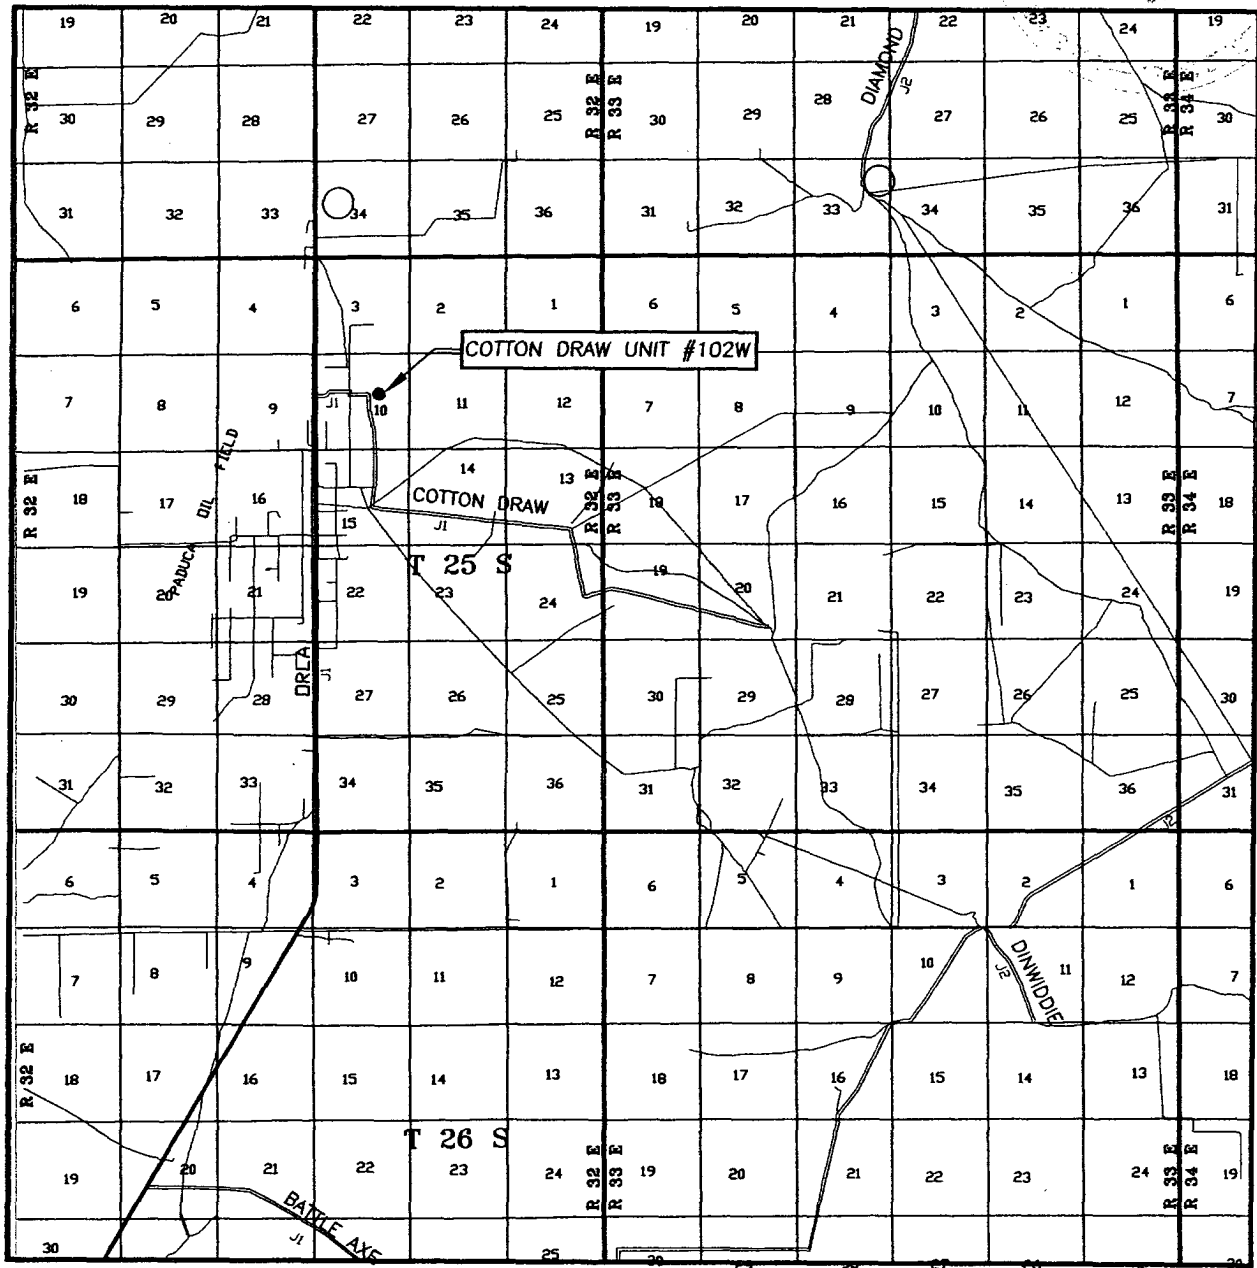 19 20 21 22 23 24 19 20 21 22 23 24 19
DIAMOND
J2
R 32 E R 32 E R 33 E R 33 E R 34 E
30 29 28 27 26 25 30 29 28 27 26 25 30
31 32 33 34 35 36 31 32 33 34 35 36 31
6 5 4 3 2 1 6 5 4 3 2 1 6
COTTON DRAW UNIT #102W
7 8 9 10 11 12 7 8 9 10 11 12 7
J1
PADUCA OIL FIELD
R 32 E R 32 E R 33 E R 33 E R 34 E
18 17 16 15 14 13 18 17 16 15 14 13 18
COTTON DRAW
J1
T 25 S
19 20 21 22 23 24 19 20 21 22 23 24 19
ORLA
J1
30 29 28 27 26 25 30 29 28 27 26 25 30
31 32 33 34 35 36 31 32 33 34 35 36 31
J2
6 5 4 3 2 1 6 5 4 3 2 1 6
7 8 9 10 11 12 7 8 9 10 11 12 7
DINWIDDIE
J2
R 32 E
18 17 16 15 14 13 18 17 16 15 14 13 18
T 26 S
R 32 E R 33 E R 33 E R 34 E
19 20 21 22 23 24 19 20 21 22 23 24 19
BATTLE AXE
J1
30 25